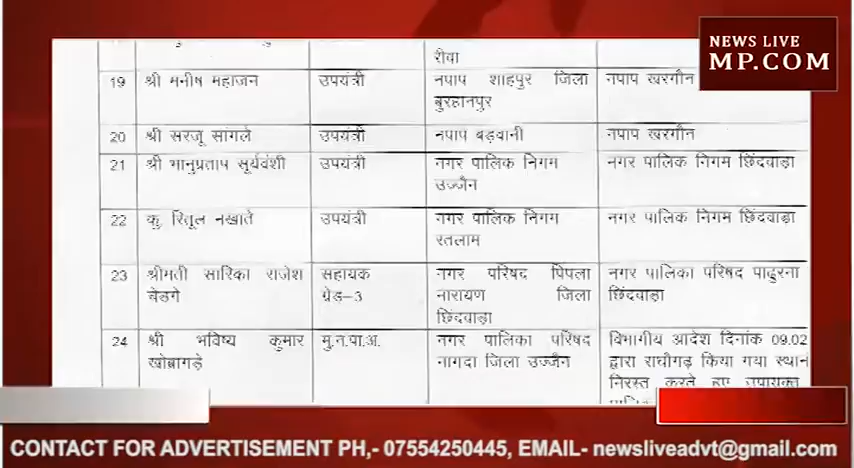 NEWS LIVE
MP.COM
रीवा
19 श्री मनीष महाजन उपयंत्री नपाप शाहपुर जिला नपाप खरगौन
बुरहानपुर
20 श्री सरजू सांगले उपयंत्री नपाप बड़वानी नपाप खरगौन
21 श्री भानुप्रताप सूर्यवंशी उपयंत्री नगर पालिक निगम नगर पालिक निगम छिंदवाड़ा
उज्जैन
22 कु. रितूल नखाते उपयंत्री नगर पालिक निगम नगर पालिक निगम छिंदवाड़ा
रतलाम
23 श्रीमती सारिका राजेश सहायक नगर परिषद पिपला नगर पालिका परिषद पांढुरना
बेडगे ग्रेड-3 नारायण जिला छिंदवाड़ा
छिंदवाड़ा
24 श्री भविष्य कुमार मु.न.पा.अ. नगर पालिका परिषद विभागीय आदेश दिनांक 09.02
खोब्रागड़े नागदा जिला उज्जैन द्वारा राघौगढ़ किया गया स्थान
निरस्त करते हुए
CONTACT FOR ADVERTISEMENT PH,- 07554250445, EMAIL- newsliveadvt@gmail.com